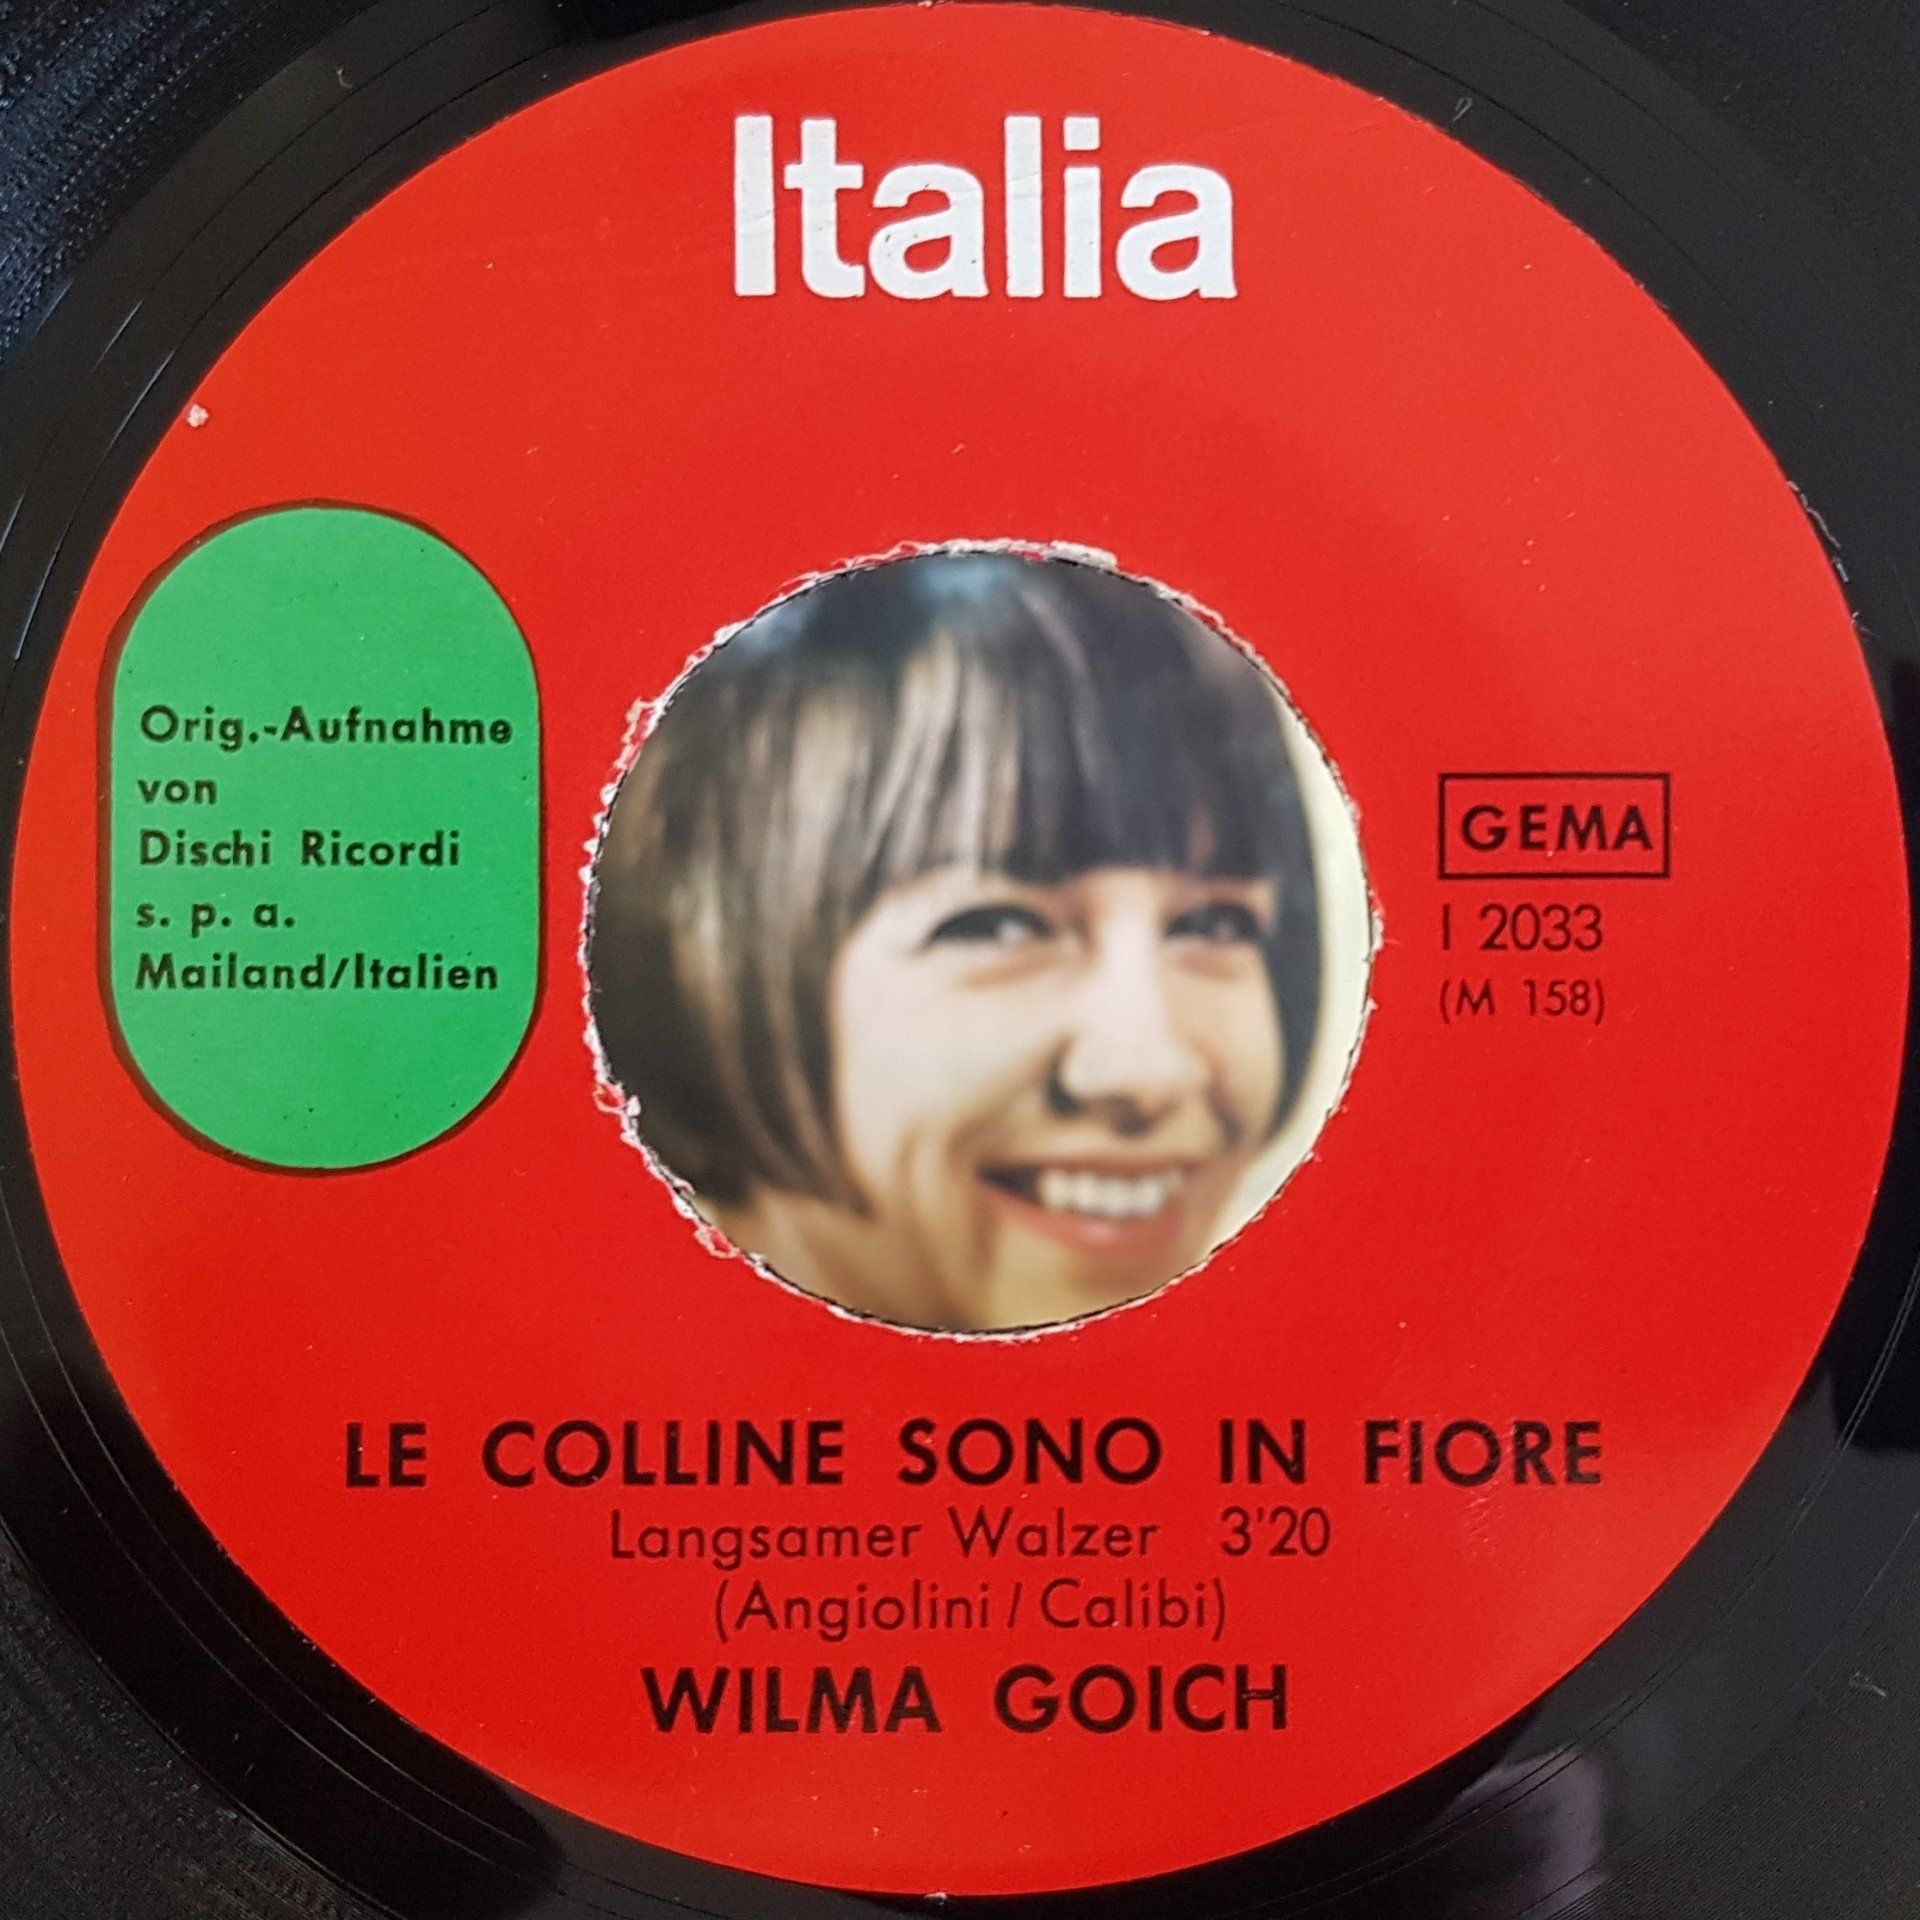 Italia
Orig.-Aufnahme
von
Dischi Ricordi
s. p. a.
Mailand/Italien
GEMA
I 2033
(M 158)
LE COLLINE SONO IN FIORE
Langsamer Walzer 3'20
(Angiolini / Calibi)
WILMA GOICH